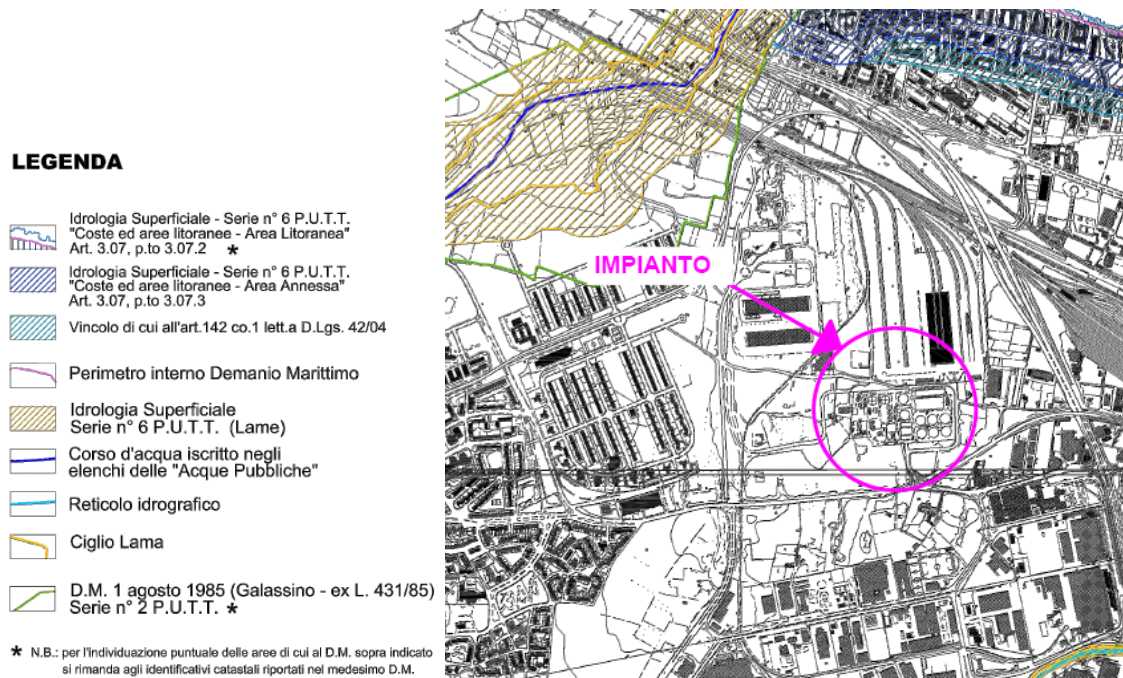 LEGENDA
Idrologia Superficiale - Serie n° 6 P.U.T.T.
"Coste ed aree litoranee - Area Litoranea"
Art. 3.07, p.to 3.07.2 *
Idrologia Superficiale - Serie n° 6 P.U.T.T.
"Coste ed aree litoranee - Area Annessa"
Art. 3.07, p.to 3.07.3
Vincolo di cui all'art.142 co.1 lett.a D.Lgs. 42/04
Perimetro interno Demanio Marittimo
Idrologia Superficiale
Serie n° 6 P.U.T.T. (Lame)
Corso d'acqua iscritto negli
elenchi delle "Acque Pubbliche"
Reticolo idrografico
Ciglio Lama
D.M. 1 agosto 1985 (Galassino - ex L. 431/85)
Serie n° 2 P.U.T.T. *
* N.B.: per l'individuazione puntuale delle aree di cui al D.M. sopra indicato
si rimanda agli identificativi catastali riportati nel medesimo D.M.
IMPIANTO